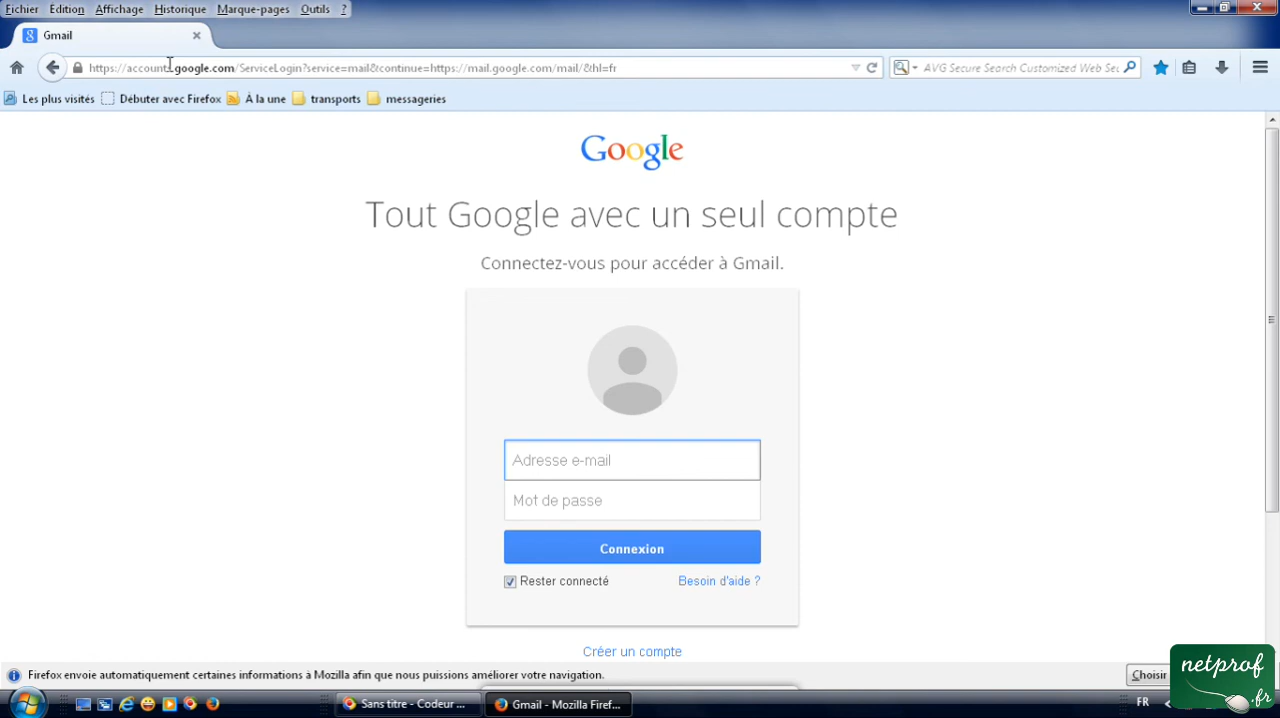 Fichier Édition Affichage Historique Marque-pages Outils ?
Gmail
https://accounts.google.com/ServiceLogin?service=mail&continue=https://mail.google.com/mail/&hl=fr
AVG Secure Search Customized Web Sec
Les plus visités Débuter avec Firefox À la une transports messageries
Google
Tout Google avec un seul compte
Connectez-vous pour accéder à Gmail.
Adresse e-mail
Mot de passe
Connexion
Rester connecté Besoin d'aide ?
Créer un compte
Firefox envoie automatiquement certaines informations à Mozilla afin que nous puissions améliorer votre navigation.
Choisir
netprof
.fr
Sans titre - Codeur ...
Gmail - Mozilla Firef...
FR